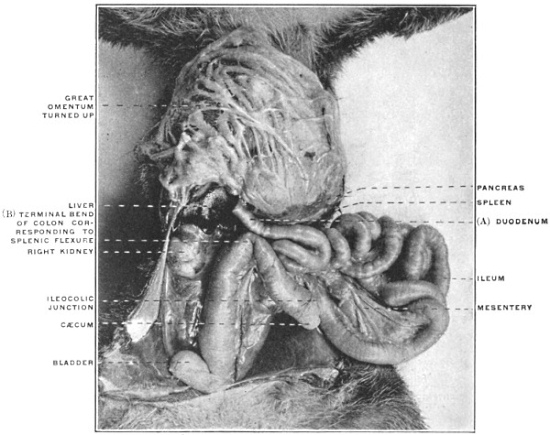 GREAT
OMENTUM
TURNED UP
LIVER
(B) TERMINAL BEND
OF COLON COR-
RESPONDING TO
SPLENIC FLEXURE
RIGHT KIDNEY
ILEOCOLIC
JUNCTION
CÆCUM
BLADDER
PANCREAS
SPLEEN
(A) DUODENUM
ILEUM
MESENTERY